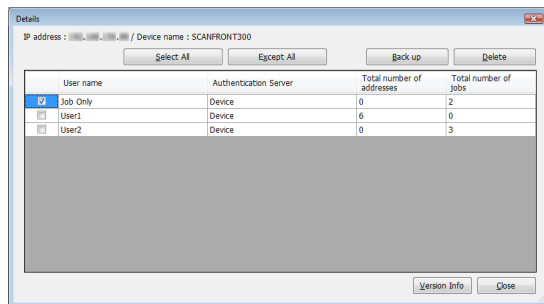 Details
IP address : / Device name : SCANFRONT300
Select All Except All Back up Delete
User name Authentication Server Total number of addresses Total number of jobs
Job Only Device 0 2
User1 Device 6 0
User2 Device 0 3
Version Info Close